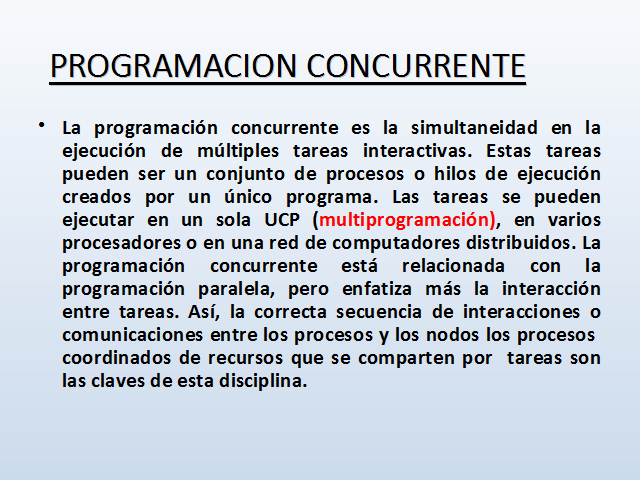 PROGRAMACION CONCURRENTE
• La programación concurrente es la simultaneidad en la
ejecución de múltiples tareas interactivas. Estas tareas
pueden ser un conjunto de procesos o hilos de ejecución
creados por un único programa. Las tareas se pueden
ejecutar en un sola UCP (multiprogramación), en varios
procesadores o en una red de computadores distribuidos. La
programación concurrente está relacionada con la
programación paralela, pero enfatiza más la interacción
entre tareas. Así, la correcta secuencia de interacciones o
comunicaciones entre los procesos y los nodos los procesos
coordinados de recursos que se comparten por tareas son
las claves de esta disciplina.